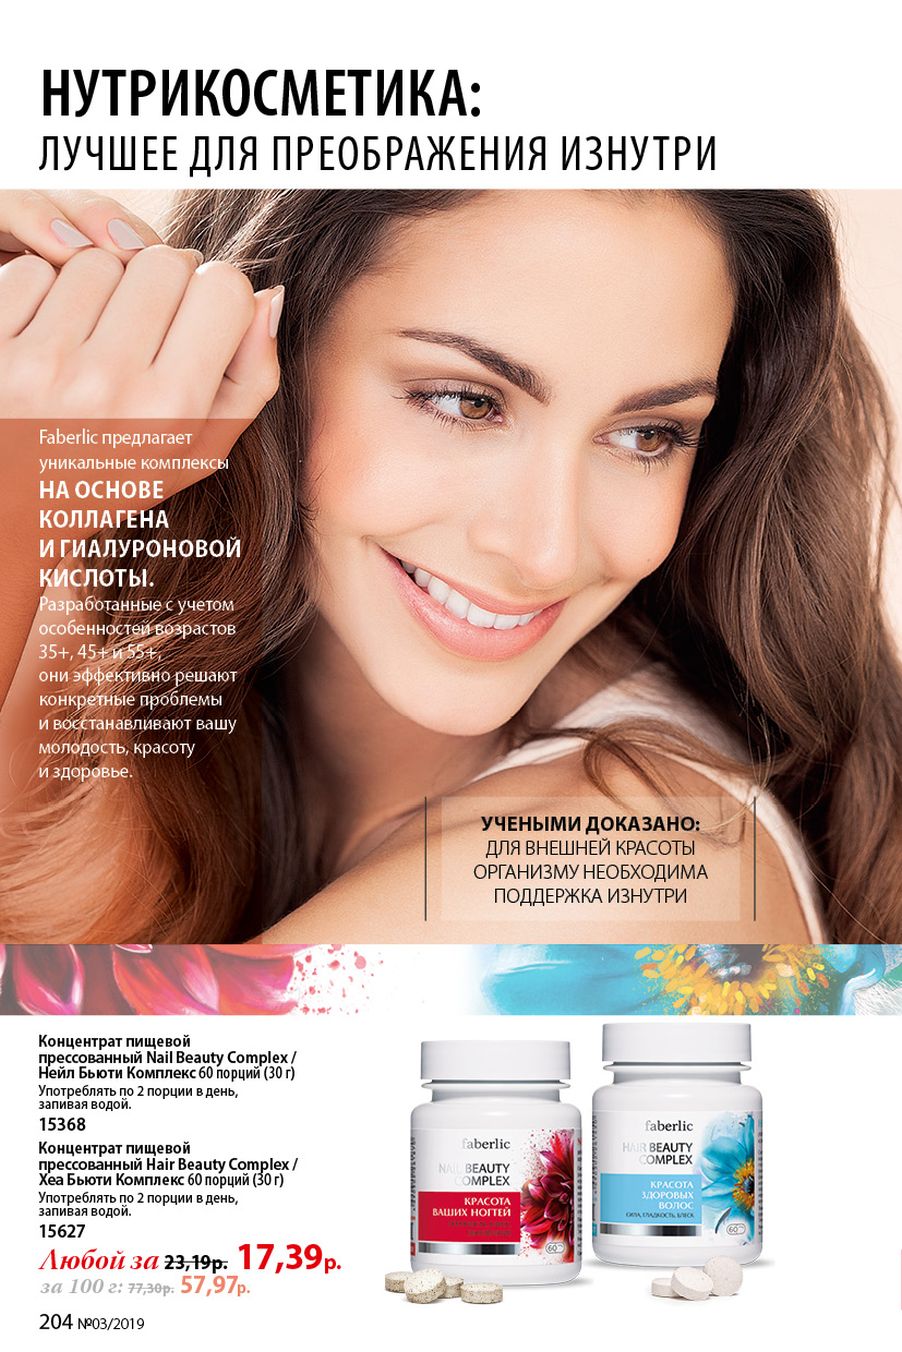 НУТРИКОСМЕТИКА:
ЛУЧШЕЕ ДЛЯ ПРЕОБРАЖЕНИЯ ИЗНУТРИ
Faberlic предлагает
уникальные комплексы
НА ОСНОВЕ
КОЛЛАГЕНА
И ГИАЛУРОНОВОЙ
КИСЛОТЫ.
Разработанные с учетом
особенностей возрастов
35+, 45+ и 55+,
они эффективно решают
конкретные проблемы
и восстанавливают вашу
молодость, красоту
и здоровье.
УЧЕНЫМИ ДОКАЗАНО:
ДЛЯ ВНЕШНЕЙ КРАСОТЫ
ОРГАНИЗМУ НЕОБХОДИМА
ПОДДЕРЖКА ИЗНУТРИ
Концентрат пищевой
прессованный Nail Beauty Complex /
Нейл Бьюти Комплекс 60 порций (30 г)
Употреблять по 2 порции в день,
запивая водой.
15368
Концентрат пищевой
прессованный Hair Beauty Complex /
Хеа Бьюти Комплекс 60 порций (30 г)
Употреблять по 2 порции в день,
запивая водой.
15627
Любой за 23,19р. 17,39р.
за 100 г: 77,30р. 57,97р.
204 №03/2019
faberlic
NAIL BEAUTY
COMPLEX
КРАСОТА
ВАШИХ НОГТЕЙ
60
faberlic
HAIR BEAUTY
COMPLEX
КРАСОТА
ЗДОРОВЫХ
ВОЛОС
СИЛА, ГЛАДКОСТЬ, БЛЕСК
60